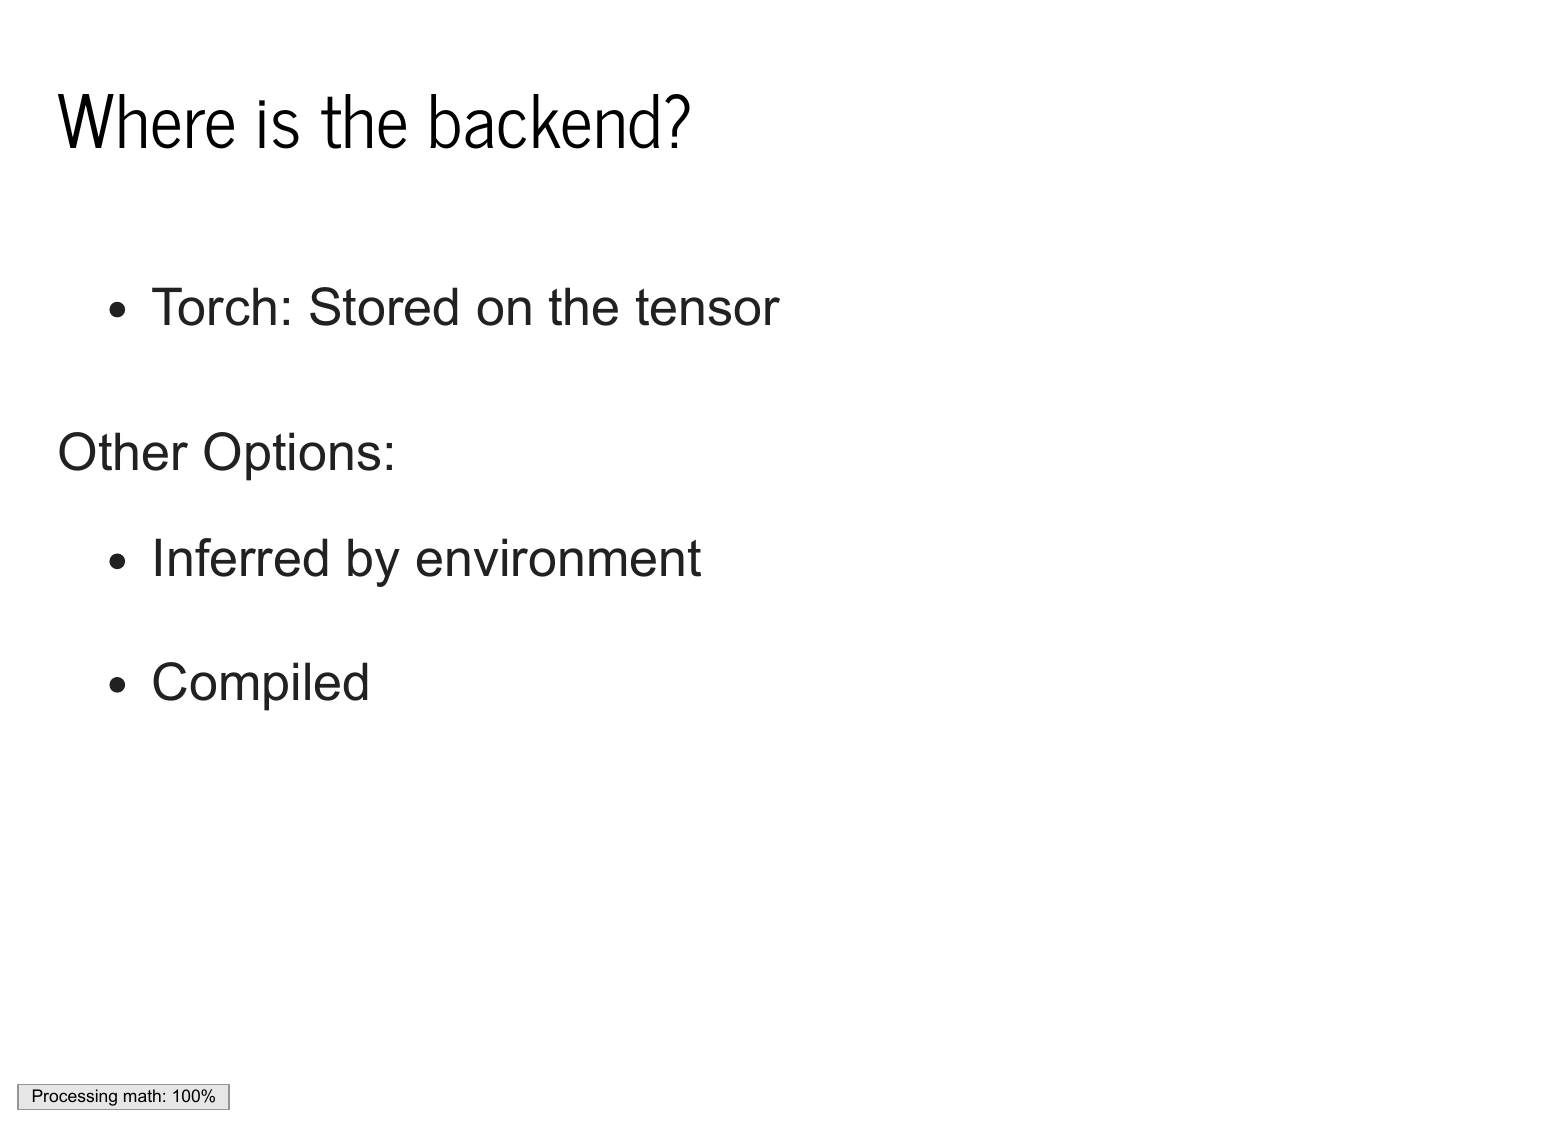 Where is the backend?
• Torch: Stored on the tensor
Other Options:
• Inferred by environment
• Compiled
Processing math: 100%